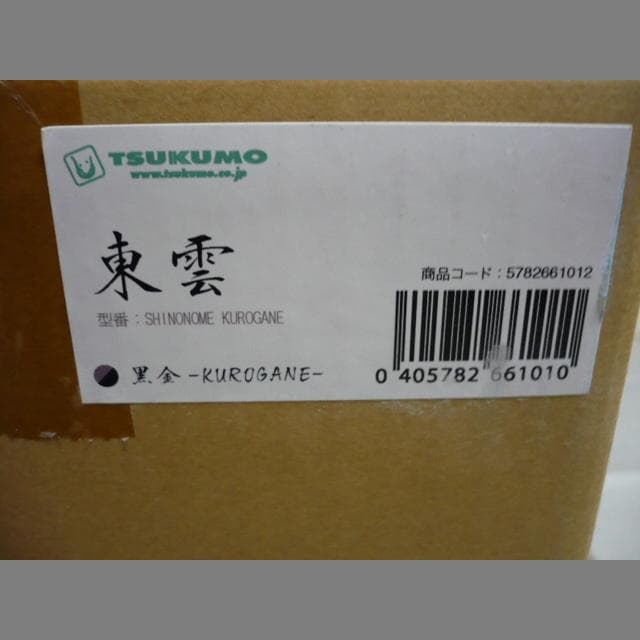 TSUKUMO
www.tsukumo.co.jp
東雲
型番：SHINONOME KUROGANE
黒金 -KUROGANE-
商品コード：5782661012
0 405782 661010